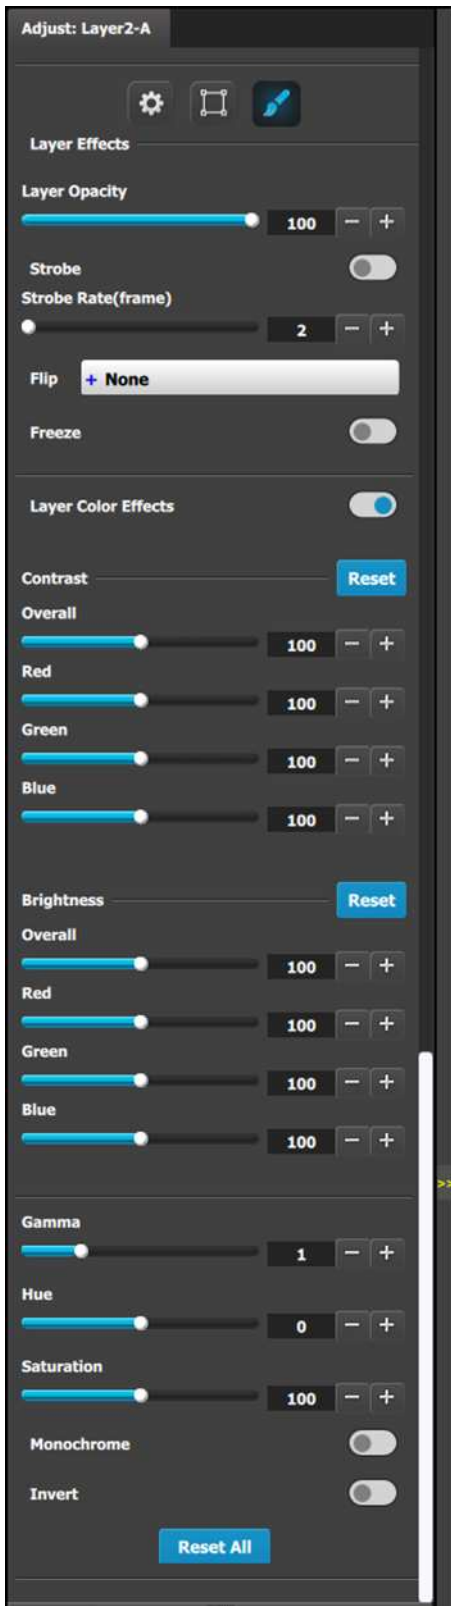 Adjust: Layer2-A
Layer Effects
Layer Opacity
100 − +
Strobe
Strobe Rate(frame)
2 − +
Flip + None
Freeze
Layer Color Effects
Contrast Reset
Overall
100 − +
Red
100 − +
Green
100 − +
Blue
100 − +
Brightness Reset
Overall
100 − +
Red
100 − +
Green
100 − +
Blue
100 − +
>>
Gamma
1 − +
Hue
0 − +
Saturation
100 − +
Monochrome
Invert
Reset All